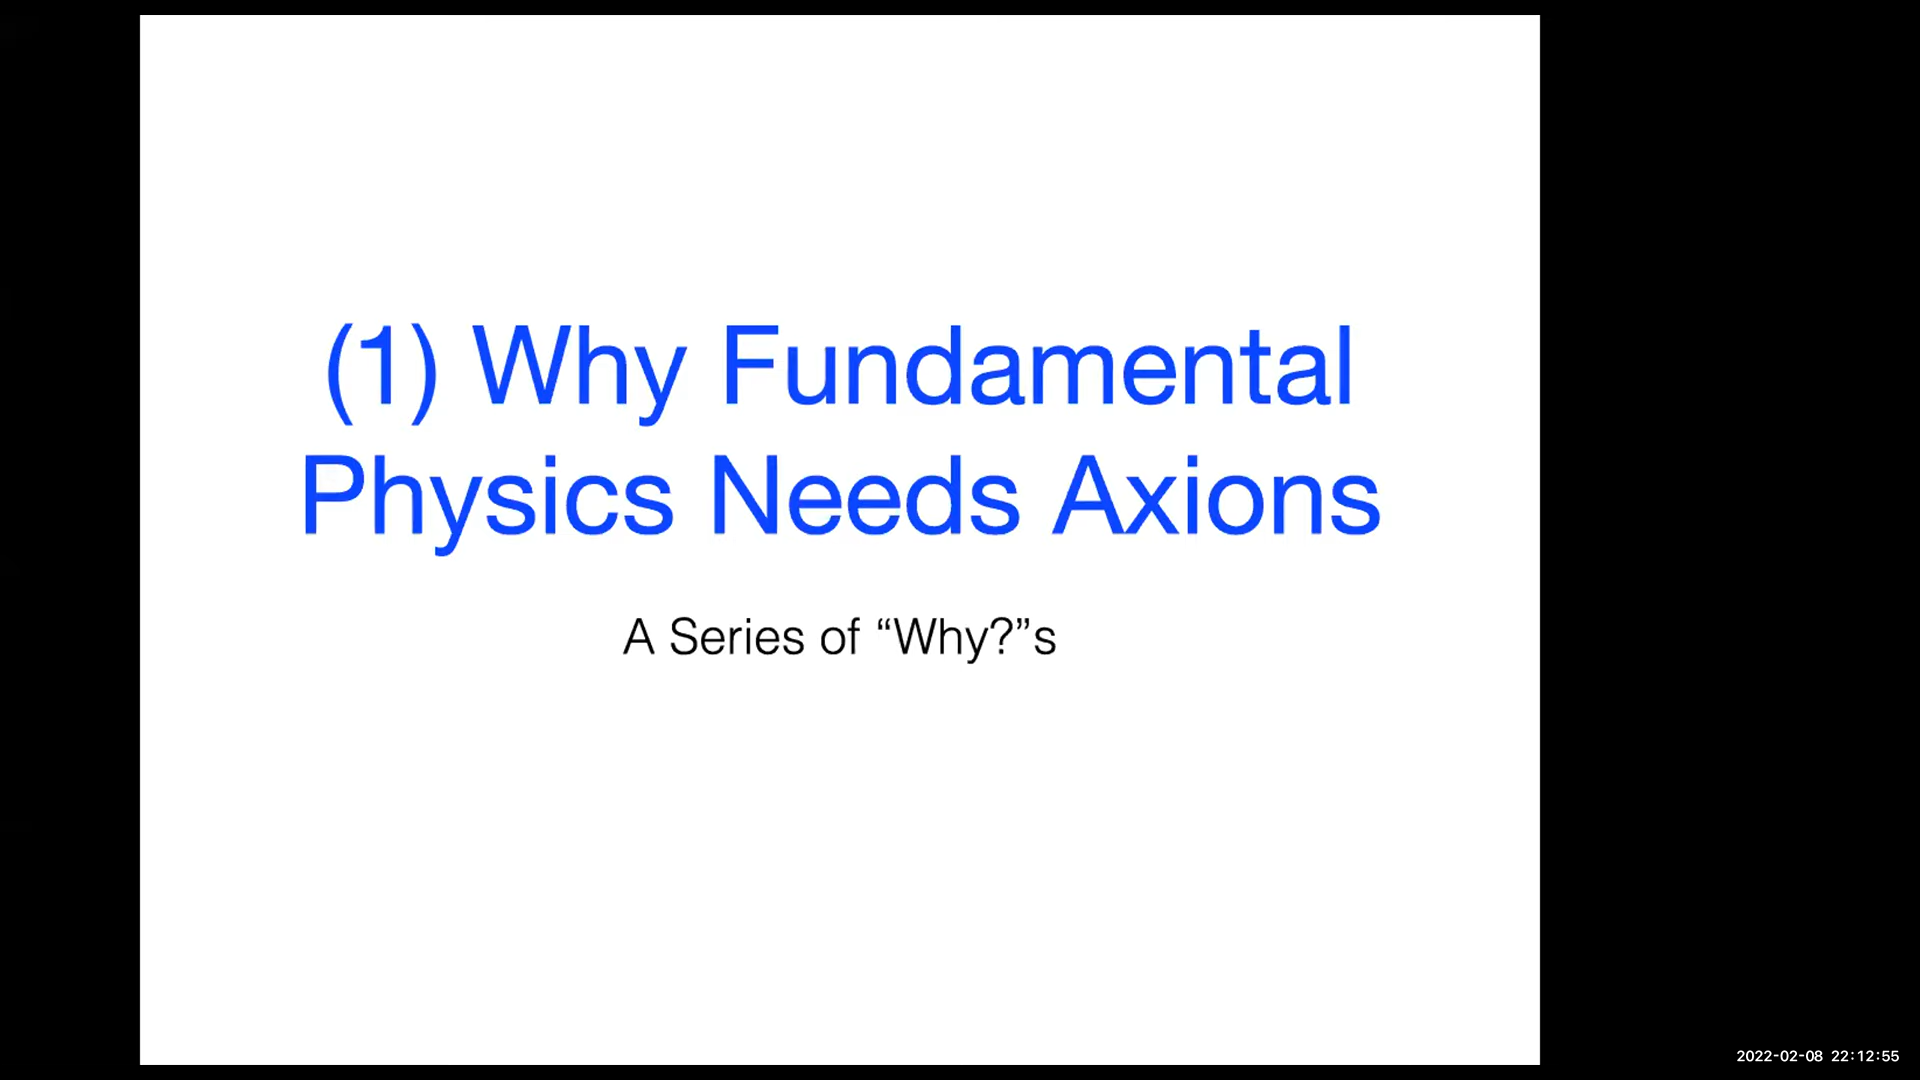 (1) Why Fundamental
Physics Needs Axions
A Series of “Why?”s
2022-02-08 22:12:55